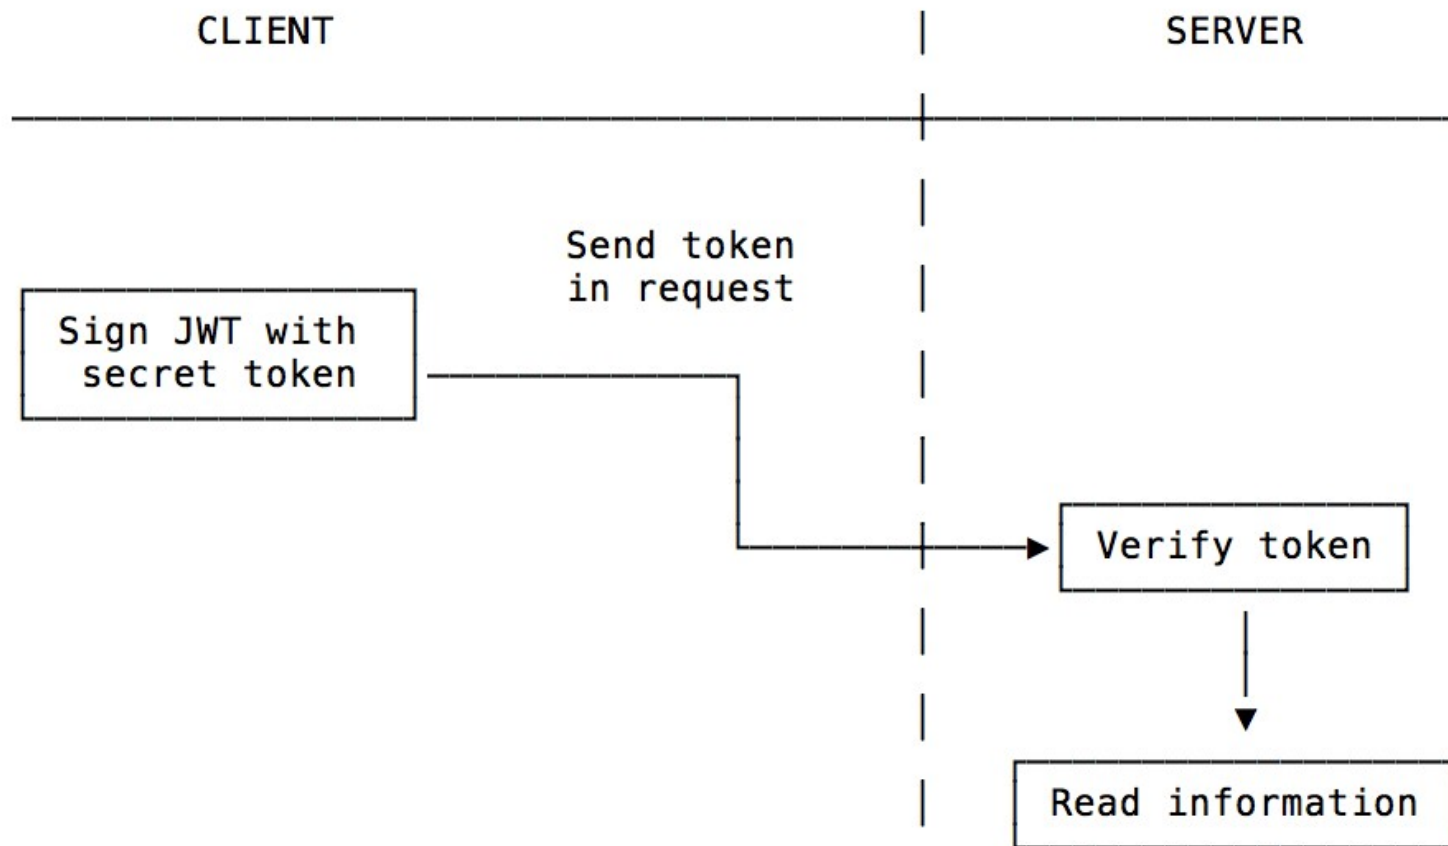 CLIENT
SERVER
Send token
in request
Sign JWT with
secret token
Verify token
Read information